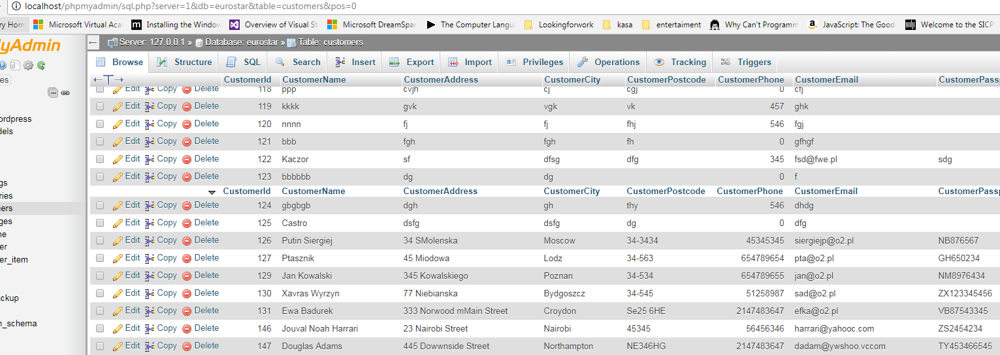 localhost/phpmyadmin/sql.php?server=1&db=eurostar&table=customers&pos=0
ry Hom Microsoft Virtual Aca Installing the Window Overview of Visual St Microsoft DreamSpar The Computer Langu Lookingforwork kasa entertaiment Why Can't Programm JavaScript: The Good Welcome to the SICP
lyAdmin
Server: 127.0.0.1 » Database: eurostar » Table: customers
Browse Structure SQL Search Insert Export Import Privileges Operations Tracking Triggers
es
ordpress
dels
gs
ries
ers
ges
ne
er
er_item
ackup
n_schema
CustomerId CustomerName CustomerAddress CustomerCity CustomerPostcode CustomerPhone CustomerEmail CustomerPassp
Edit Copy Delete 118 ppp cvjh cj cgj 0 cfj
Edit Copy Delete 119 kkkk gvk vgk vk 457 ghk
Edit Copy Delete 120 nnnn fj fj fhj 546 fgj
Edit Copy Delete 121 bbb fgh fgh fh 0 gfhgf
Edit Copy Delete 122 Kaczor sf dfsg dfg 345 fsd@fwe.pl sdg
Edit Copy Delete 123 bbbbbb dg dg 0 f
CustomerId CustomerName CustomerAddress CustomerCity CustomerPostcode CustomerPhone CustomerEmail CustomerPassp
Edit Copy Delete 124 gbgbgb dgh gh thy 546 dhdg
Edit Copy Delete 125 Castro dsfg dsfg dg 0 dfg
Edit Copy Delete 126 Putin Siergiej 34 SMolenska Moscow 34-3434 45345345 siergiejp@o2.pl NB876567
Edit Copy Delete 127 Ptasznik 45 Miodowa Lodz 34-563 654789654 pta@o2.pl GH650234
Edit Copy Delete 129 Jan Kowalski 345 Kowalskiego Poznan 34-534 654789655 jan@o2.pl NM8976434
Edit Copy Delete 130 Xavras Wyrzyn 77 Niebianska Bydgoszcz 34-545 51258987 sad@o2.pl ZX123345456
Edit Copy Delete 131 Ewa Badurek 333 Norwood mMain Street Croydon Se25 6HE 2147483647 efka@o2.pl VB87543345
Edit Copy Delete 146 Jouval Noah Harrari 23 Nairobi Street Nairobi 45345 56456346 harrari@yahooc.com ZS2454234
Edit Copy Delete 147 Douglas Adams 445 Dowwnside Street Northampton NE346HG 2147483647 dadam@ywshoo.vccom TY453466545